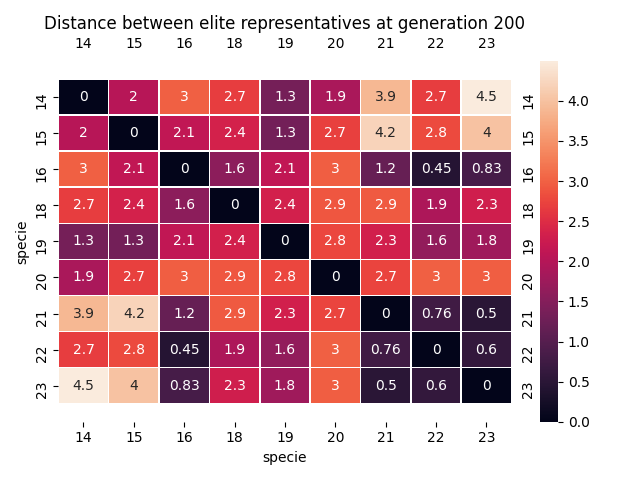 Distance between elite representatives at generation 200
14 15 16 18 19 20 21 22 23
14 0 2 3 2.7 1.3 1.9 3.9 2.7 4.5 14
15 2 0 2.1 2.4 1.3 2.7 4.2 2.8 4 15
16 3 2.1 0 1.6 2.1 3 1.2 0.45 0.83 16
18 2.7 2.4 1.6 0 2.4 2.9 2.9 1.9 2.3 18
specie
19 1.3 1.3 2.1 2.4 0 2.8 2.3 1.6 1.8 19
20 1.9 2.7 3 2.9 2.8 0 2.7 3 3 20
21 3.9 4.2 1.2 2.9 2.3 2.7 0 0.76 0.5 21
22 2.7 2.8 0.45 1.9 1.6 3 0.76 0 0.6 22
23 4.5 4 0.83 2.3 1.8 3 0.5 0.6 0 23
14 15 16 18 19 20 21 22 23
specie
4.0
3.5
3.0
2.5
2.0
1.5
1.0
0.5
0.0